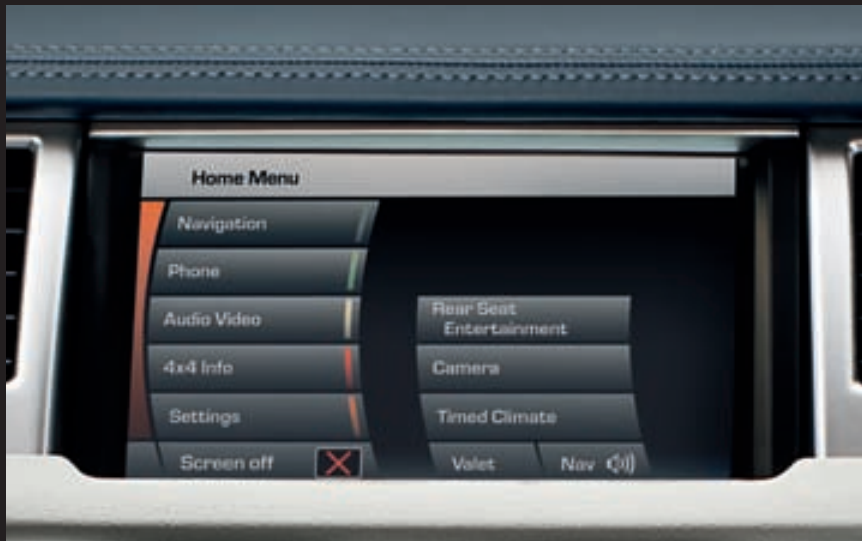 Home Menu
Navigation
Phone
Audio Video
4x4 Info
Settings
Screen off
Rear Seat
Entertainment
Camera
Timed Climate
Valet
Nav